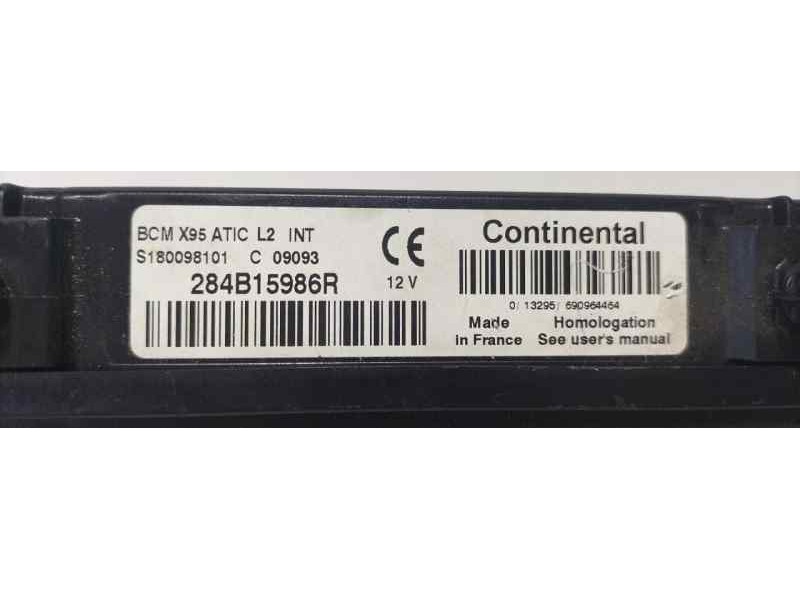 BCM X95 ATIC L2 INT
S180098101 C 09093
284B15986R
12 V
CE
Continental
0/ 13295/ 690964464
Made
in France
Homologation
See user's manual